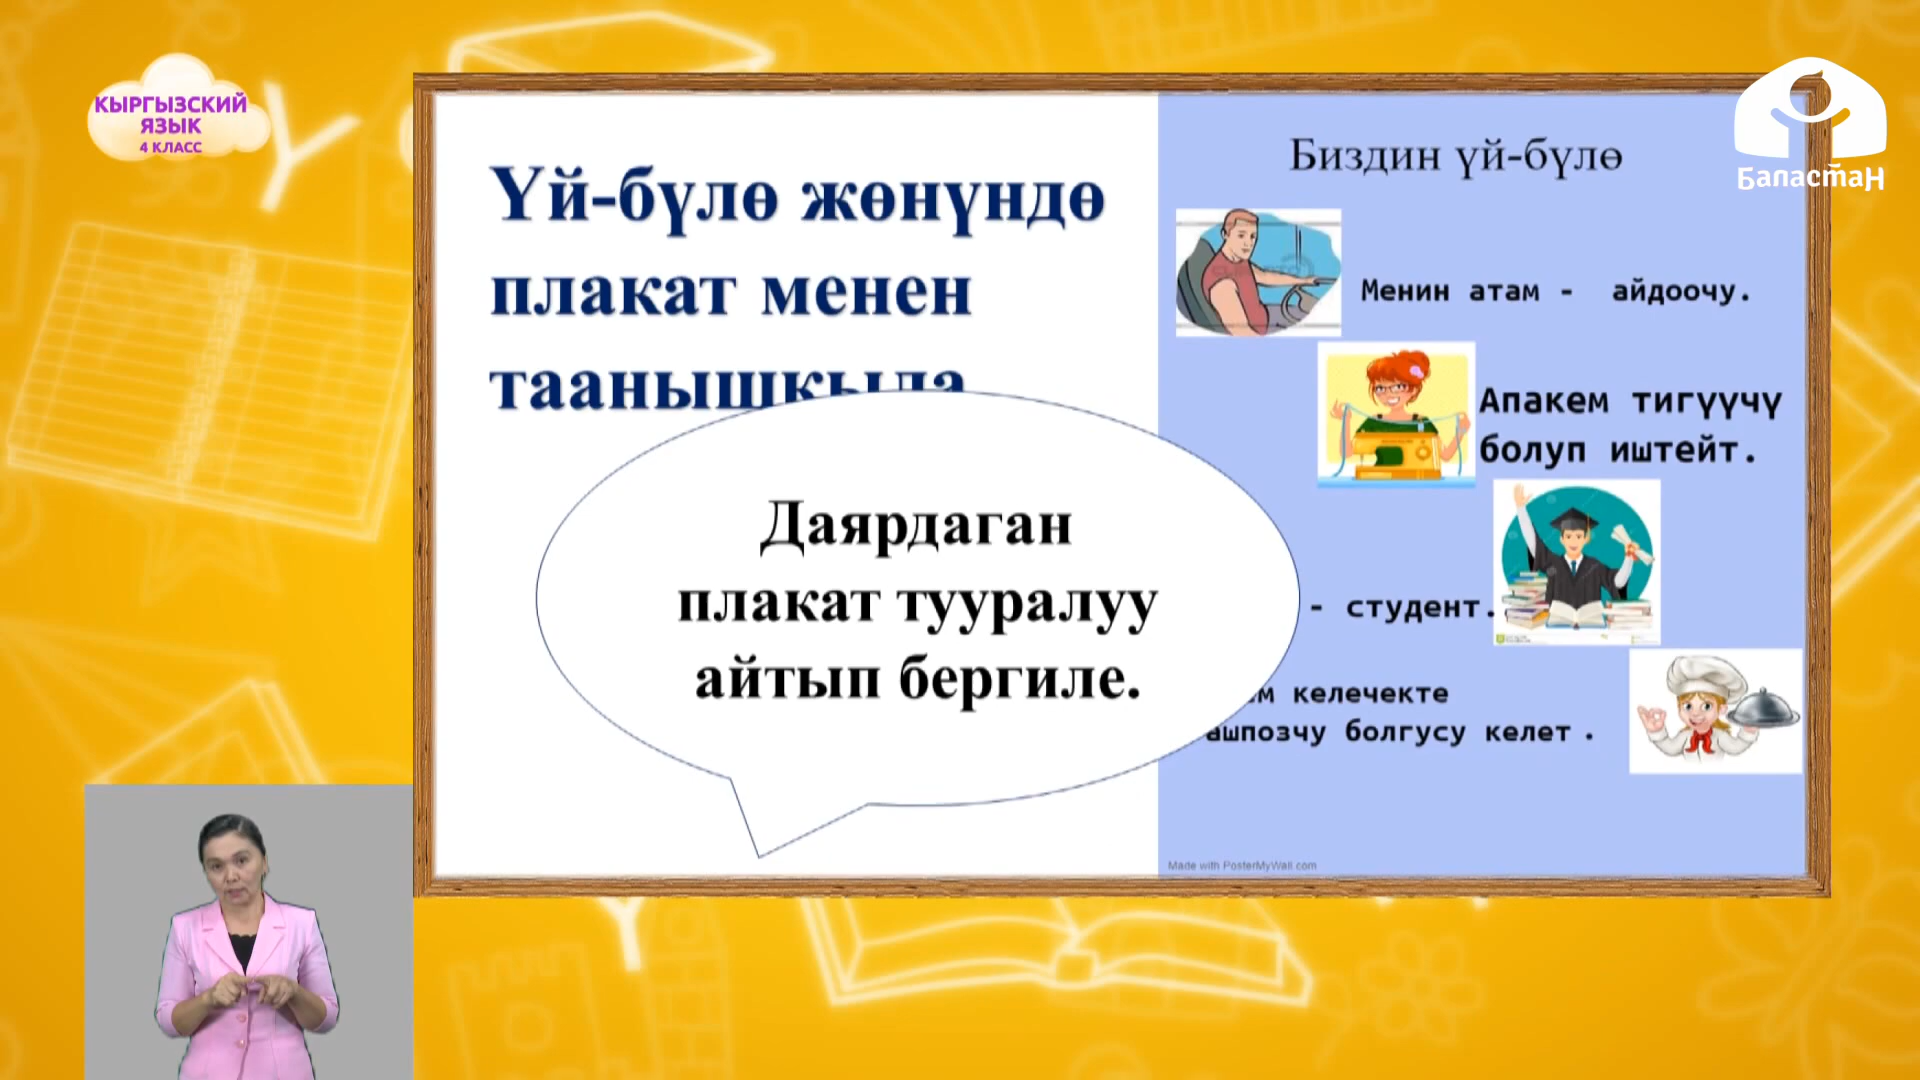 КЫРГЫЗСКИЙ
ЯЗЫК
4 КЛАСС
Үй-бүлө жөнүндө
плакат менен
Даярдаган
плакат тууралуу
айтып бергиле.
Биздин үй-бүлө
Менин атам - айдоочу.
Апакем тигүүчү
болуп иштейт.
- студент.
келечекте
ашпозчу болгусу келет .
Made with PosterMyWall.com
Баластан